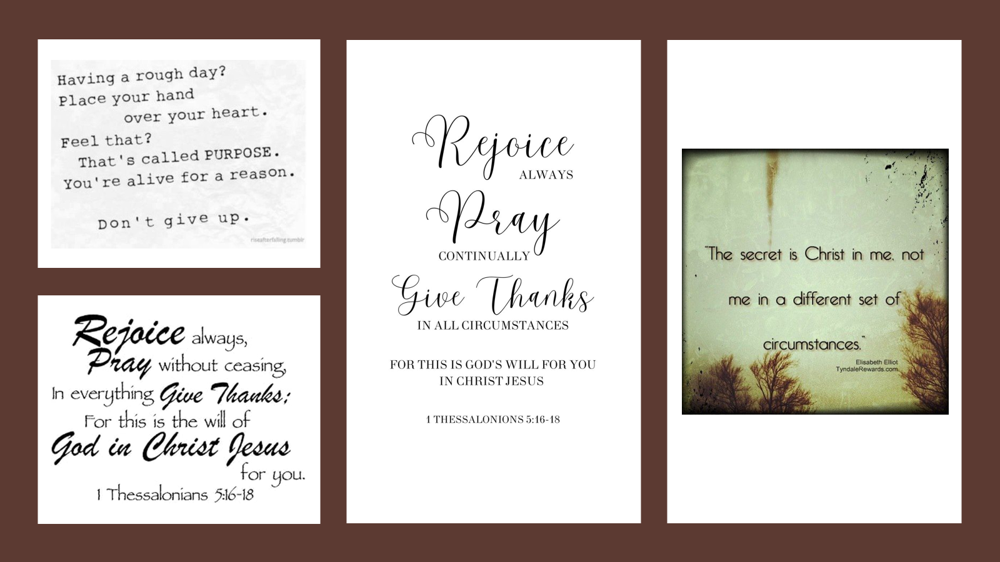 Having a rough day?
Place your hand
over your heart.
Feel that?
That's called PURPOSE.
You're alive for a reason.
Don't give up.
riseafterfalling.tumblr
Rejoice always,
Pray without ceasing,
In everything Give Thanks;
For this is the will of
God in Christ Jesus
for you.
1 Thessalonians 5:16-18
Rejoice
ALWAYS
Pray
CONTINUALLY
Give Thanks
IN ALL CIRCUMSTANCES
FOR THIS IS GOD'S WILL FOR YOU
IN CHRIST JESUS
1 THESSALONIONS 5:16-18
"The secret is Christ in me, not
me in a different set of
circumstances."
Elisabeth Elliot
TyndaleRewards.com